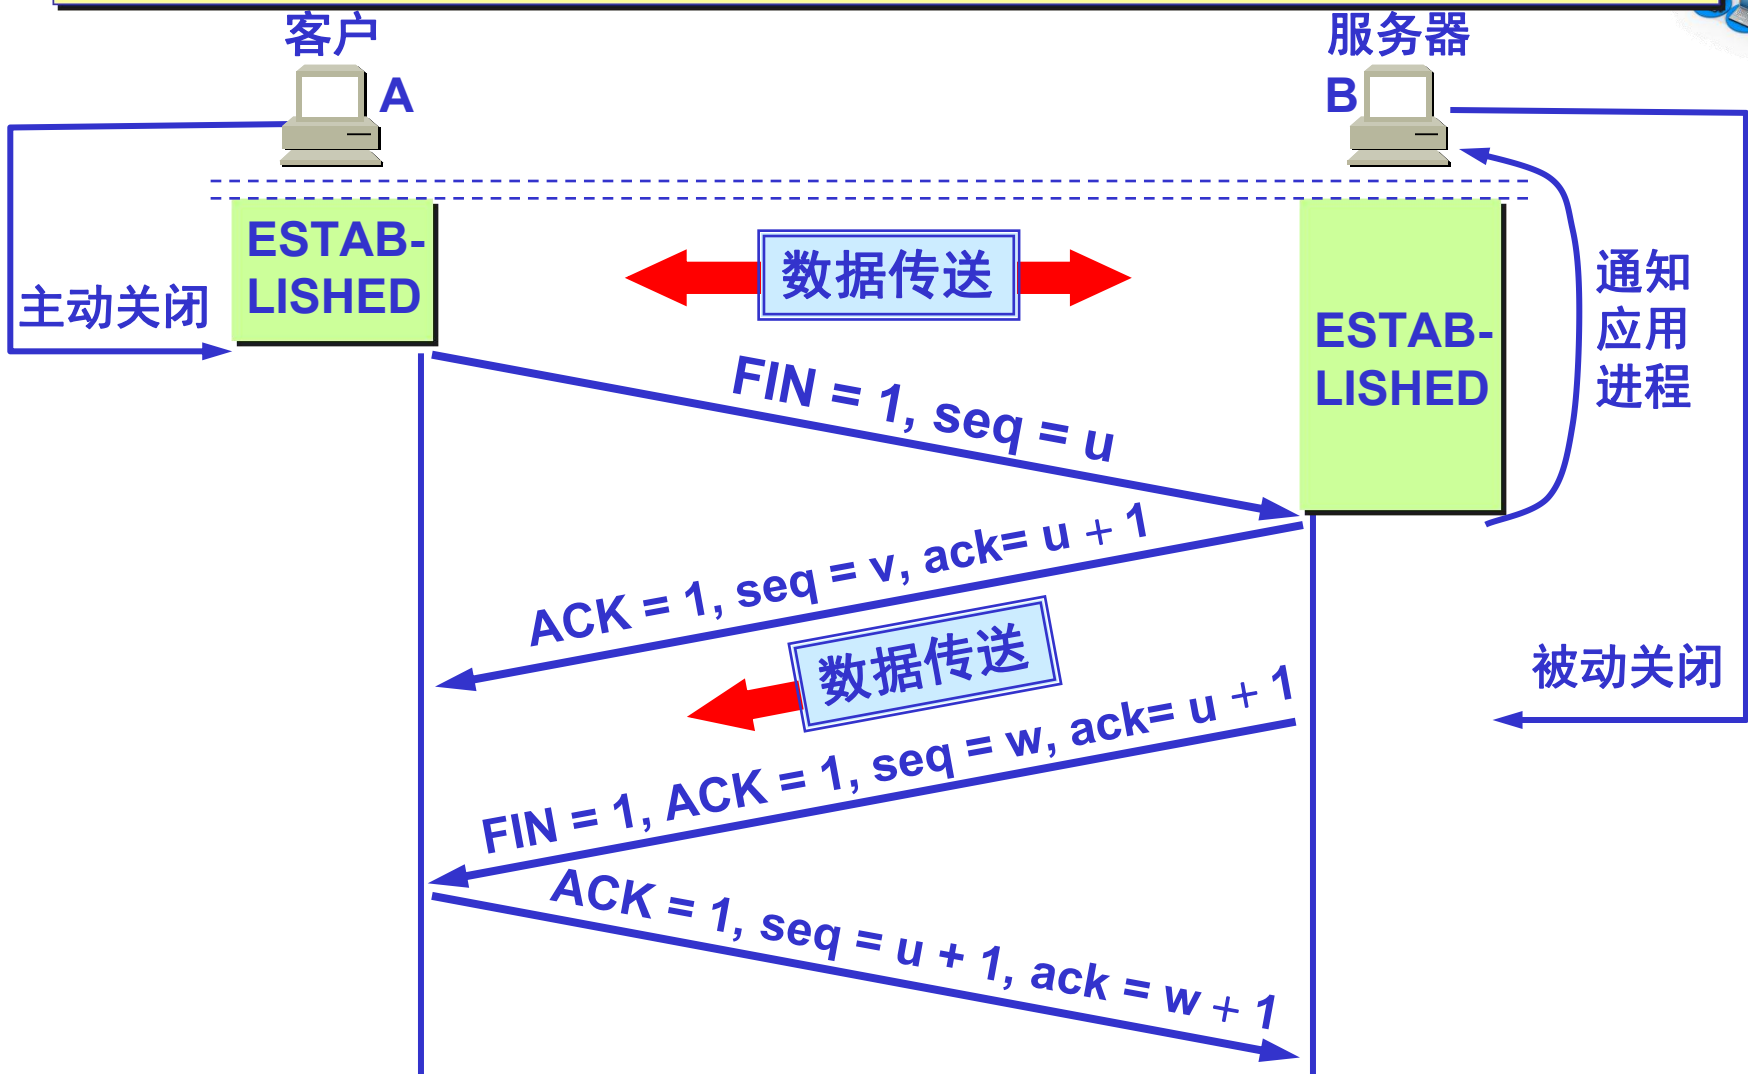 客户
服务器
A
B
ESTAB-
LISHED
数据传送
主动关闭
ESTAB-
LISHED
通知
应用
进程
FIN = 1, seq = u
ACK = 1, seq = v, ack= u + 1
数据传送
被动关闭
FIN = 1, ACK = 1, seq = w, ack= u + 1
ACK = 1, seq = u + 1, ack = w + 1